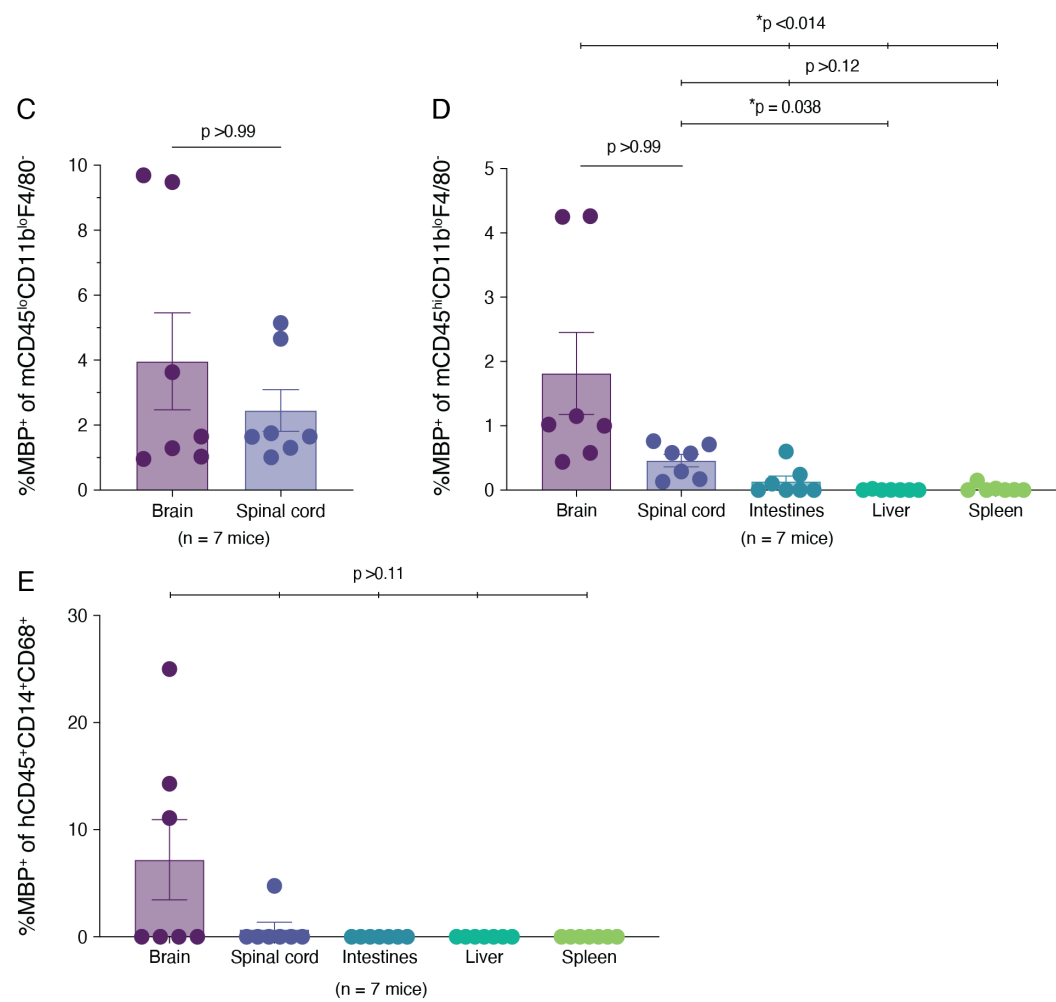 *p <0.014
p >0.12
*p = 0.038
C
D
p >0.99
p >0.99
%MBP⁺ of mCD45ˡᵒCD11bˡᵒF4/80⁻
10
8
6
4
2
0
Brain
Spinal cord
(n = 7 mice)
%MBP⁺ of mCD45ʰⁱCD11bˡᵒF4/80⁻
5
4
3
2
1
0
Brain
Spinal cord
Intestines
Liver
Spleen
(n = 7 mice)
E
p >0.11
%MBP⁺ of hCD45⁺CD14⁺CD68⁺
30
20
10
0
Brain
Spinal cord
Intestines
Liver
Spleen
(n = 7 mice)